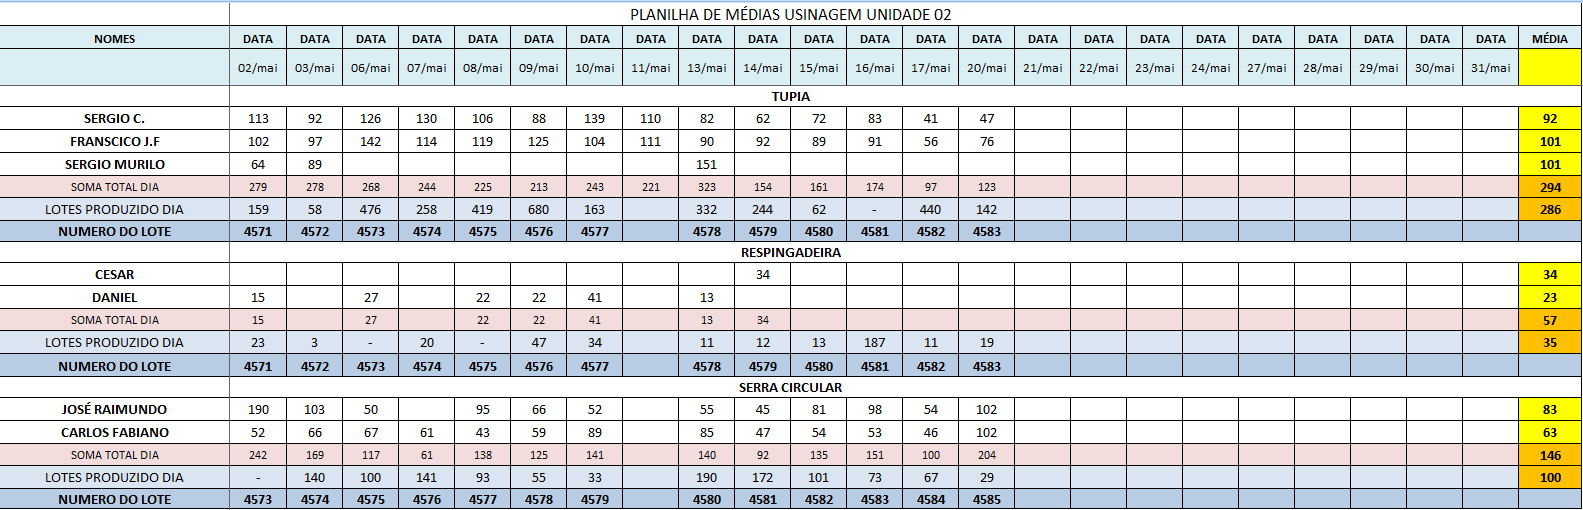 PLANILHA DE MÉDIAS USINAGEM UNIDADE 02
NOMES DATA DATA DATA DATA DATA DATA DATA DATA DATA DATA DATA DATA DATA DATA DATA DATA DATA DATA DATA DATA DATA DATA DATA MÉDIA
02/mai 03/mai 06/mai 07/mai 08/mai 09/mai 10/mai 11/mai 13/mai 14/mai 15/mai 16/mai 17/mai 20/mai 21/mai 22/mai 23/mai 24/mai 27/mai 28/mai 29/mai 30/mai 31/mai
TUPIA
SERGIO C. 113 92 126 130 106 88 139 110 82 62 72 83 41 47 92
FRANSCICO J.F 102 97 142 114 119 125 104 111 90 92 89 91 56 76 101
SERGIO MURILO 64 89 151 101
SOMA TOTAL DIA 279 278 268 244 225 213 243 221 323 154 161 174 97 123 294
LOTES PRODUZIDO DIA 159 58 476 258 419 680 163 332 244 62 - 440 142 286
NUMERO DO LOTE 4571 4572 4573 4574 4575 4576 4577 4578 4579 4580 4581 4582 4583
RESPINGADEIRA
CESAR 34 34
DANIEL 15 27 22 22 41 13 23
SOMA TOTAL DIA 15 27 22 22 41 13 34 57
LOTES PRODUZIDO DIA 23 3 - 20 - 47 34 11 12 13 187 11 19 35
NUMERO DO LOTE 4571 4572 4573 4574 4575 4576 4577 4578 4579 4580 4581 4582 4583
SERRA CIRCULAR
JOSÉ RAIMUNDO 190 103 50 95 66 52 55 45 81 98 54 102 83
CARLOS FABIANO 52 66 67 61 43 59 89 85 47 54 53 46 102 63
SOMA TOTAL DIA 242 169 117 61 138 125 141 140 92 135 151 100 204 146
LOTES PRODUZIDO DIA - 140 100 141 93 55 33 190 172 101 73 67 29 100
NUMERO DO LOTE 4573 4574 4575 4576 4577 4578 4579 4580 4581 4582 4583 4584 4585